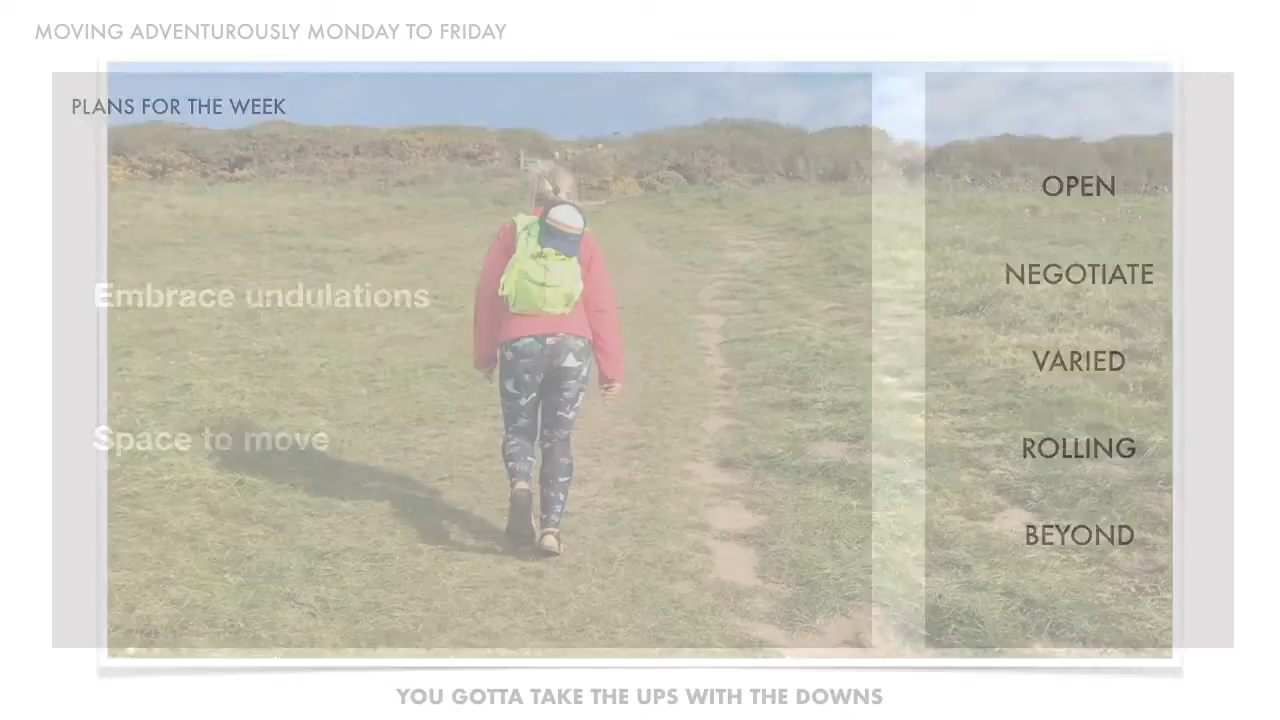 MOVING ADVENTUROUSLY MONDAY TO FRIDAY
PLANS FOR THE WEEK
Embrace undulations
Space to move
OPEN
NEGOTIATE
VARIED
ROLLING
BEYOND
YOU GOTTA TAKE THE UPS WITH THE DOWNS